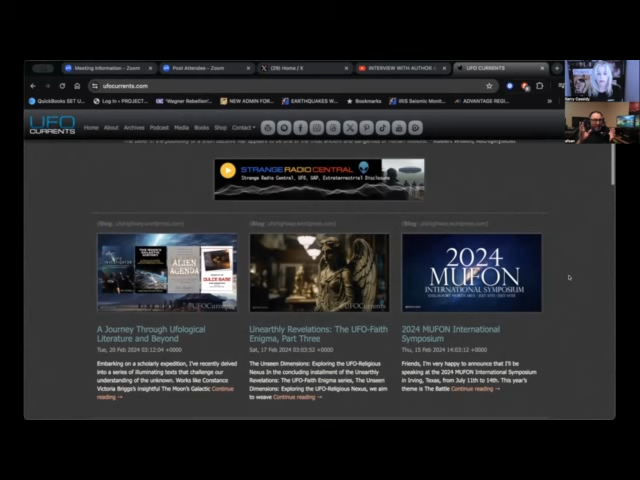 Meeting Information - Zoom
Post Attendee - Zoom
(29) Home / X
INTERVIEW WITH AUTHOR
UFO CURRENTS
ufocurrents.com
QuickBooks SET U...
Log in • PROJECT...
"Wagner Rebellion"...
NEW ADMIN FOR...
EARTHQUAKES W...
Bookmarks
IRIS Seismic Monit...
ADVANTAGE REGI...
UFO
CURRENTS
Home About Archives Podcast Media Books Shop Contact
STRANGE RADIO CENTRAL
Strange Radio Central, UFO, UAP, Extraterrestrial Disclosure
ALIEN
AGENDA
DULCE BASE
2024
MUFON
INTERNATIONAL SYMPOSIUM
A Journey Through Ufological
Literature and Beyond
Tue, 20 Feb 2024 03:12:04 +0000
Embarking on a scholarly expedition, I've recently delved
into a series of illuminating texts that challenge our
understanding of the unknown. Works like Constance
Victoria Briggs's insightful The Moon's Galactic Continue
reading →
Unearthly Revelations: The UFO-Faith
Enigma, Part Three
Sat, 17 Feb 2024 03:03:52 +0000
The Unseen Dimensions: Exploring the UFO-Religious
Nexus In the concluding installment of the Unearthly
Revelations: The UFO-Faith Enigma series, The Unseen
Dimensions: Exploring the UFO-Religious Nexus, we aim
to weave Continue reading →
2024 MUFON International
Symposium
Thu, 15 Feb 2024 14:03:12 +0000
Friends, I'm very happy to announce that I'll be
speaking at the 2024 MUFON International Symposium
in Irving, Texas, from July 11th to 14th. This year's
theme is The Battle Continue reading →